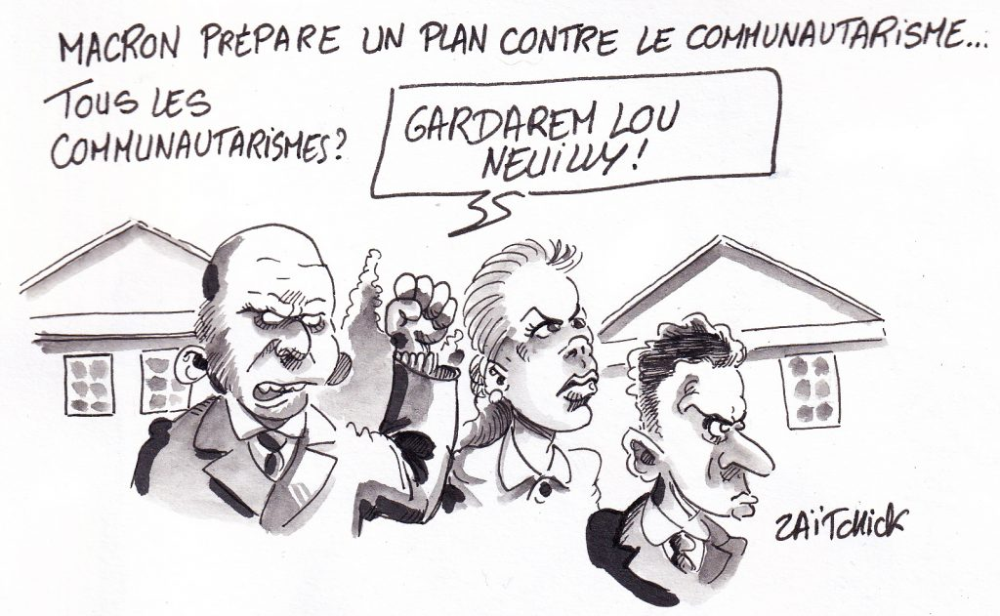 MACRON PRÉPARE UN PLAN CONTRE LE COMMUNAUTARISME...
TOUS LES
COMMUNAUTARISMES?
GARDAREM LOU
NEUILLY!
ZAÏTCHICK